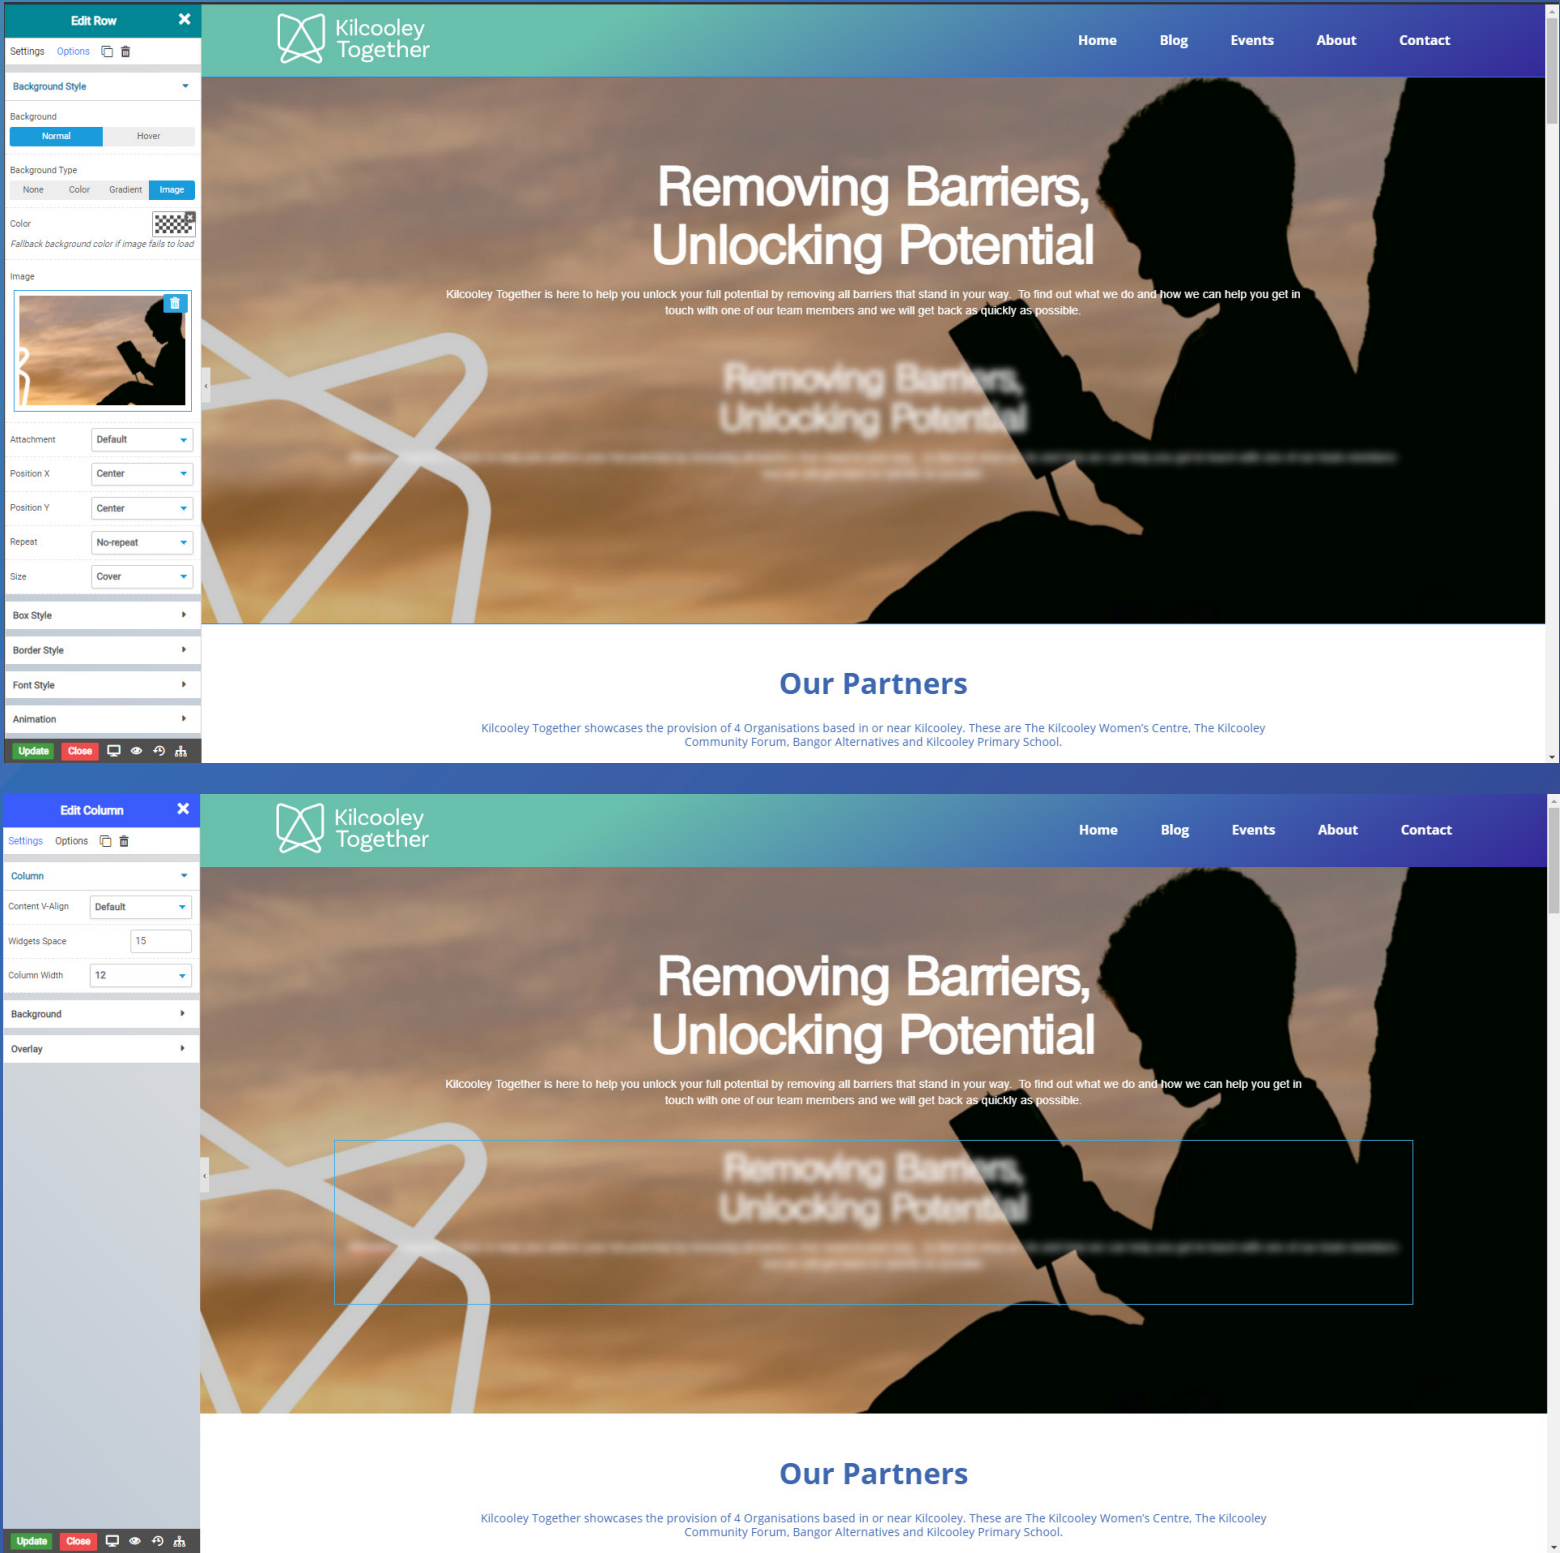 Edit Row
Settings Options
Background Style
Background
Normal Hover
Background Type
None Color Gradient Image
Color
Fallback background color if image fails to load
Image
Attachment Default
Position X Center
Position Y Center
Repeat No-repeat
Size Cover
Box Style
Border Style
Font Style
Animation
Update Close
Kilcooley
Together
Home Blog Events About Contact
Removing Barriers,
Unlocking Potential
Kilcooley Together is here to help you unlock your full potential by removing all barriers that stand in your way. To find out what we do and how we can help you get in
touch with one of our team members and we will get back as quickly as possible.
Removing Barriers,
Unlocking Potential
Our Partners
Kilcooley Together showcases the provision of 4 Organisations based in or near Kilcooley. These are The Kilcooley Women's Centre, The Kilcooley
Community Forum, Bangor Alternatives and Kilcooley Primary School.
Edit Column
Settings Options
Column
Content V-Align Default
Widgets Space 15
Column Width 12
Background
Overlay
Update Close
Kilcooley
Together
Home Blog Events About Contact
Removing Barriers,
Unlocking Potential
Kilcooley Together is here to help you unlock your full potential by removing all barriers that stand in your way. To find out what we do and how we can help you get in
touch with one of our team members and we will get back as quickly as possible.
Removing Barriers,
Unlocking Potential
Our Partners
Kilcooley Together showcases the provision of 4 Organisations based in or near Kilcooley. These are The Kilcooley Women's Centre, The Kilcooley
Community Forum, Bangor Alternatives and Kilcooley Primary School.